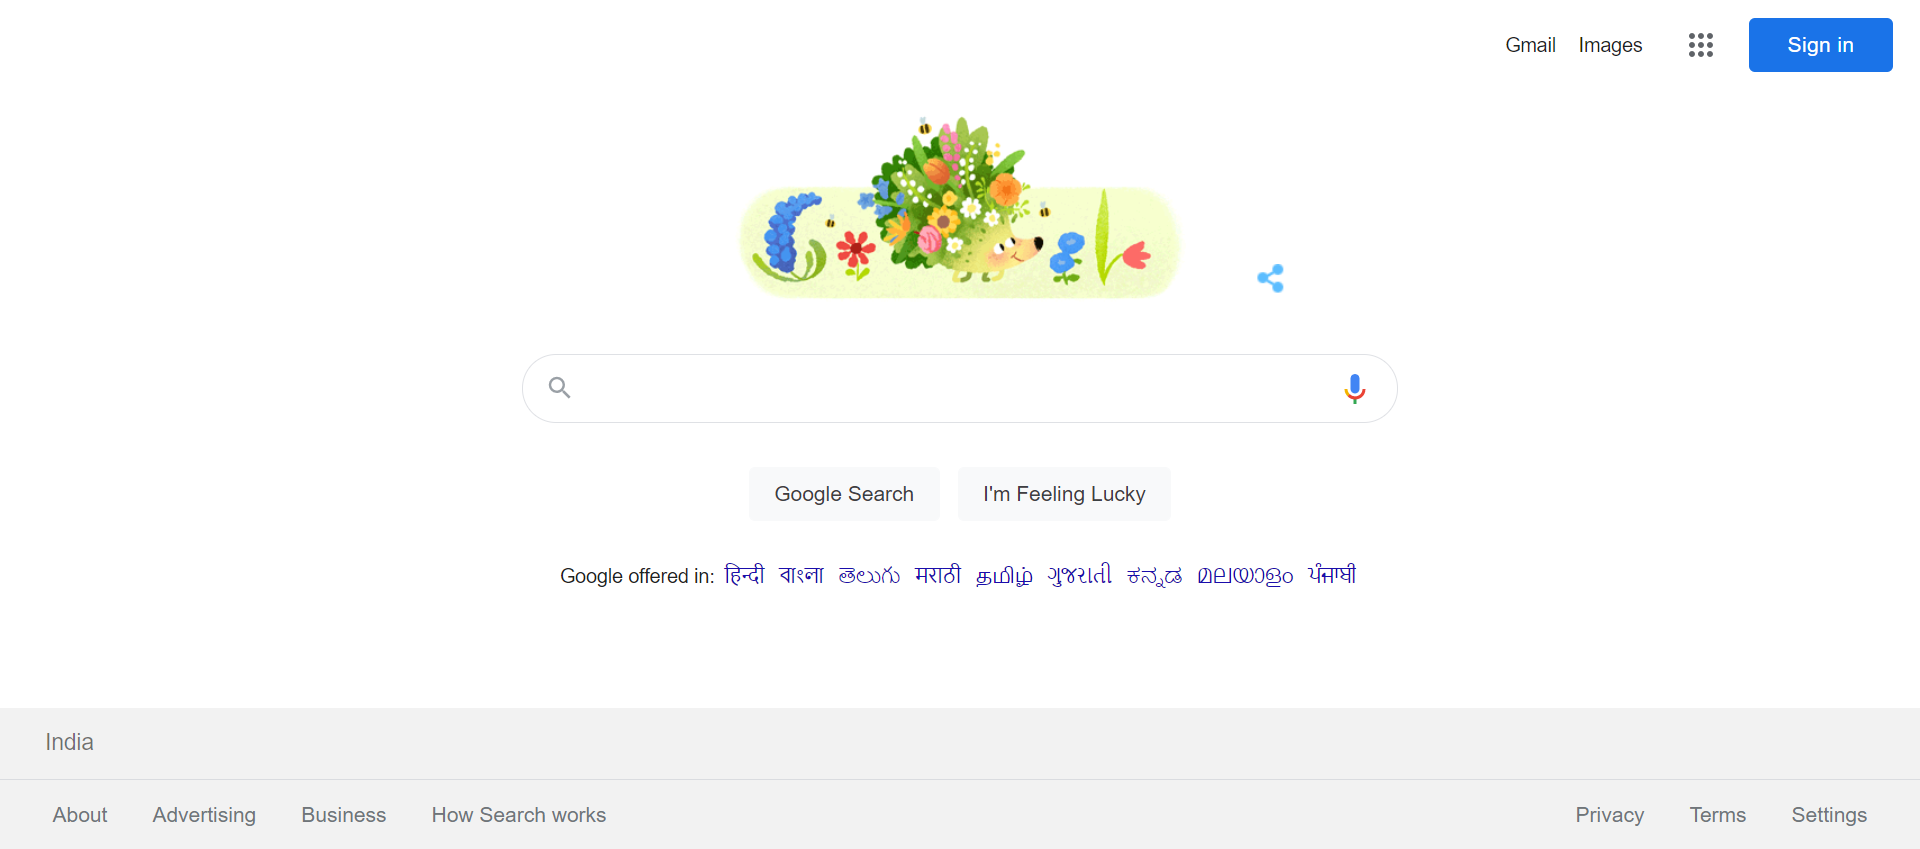 Gmail Images Sign in
Google Search I'm Feeling Lucky
Google offered in: हिन्दी বাংলা తెలుగు मराठी தமிழ் ગુજરાતી ಕನ್ನಡ മലയാളം ਪੰਜਾਬੀ
India
About Advertising Business How Search works Privacy Terms Settings